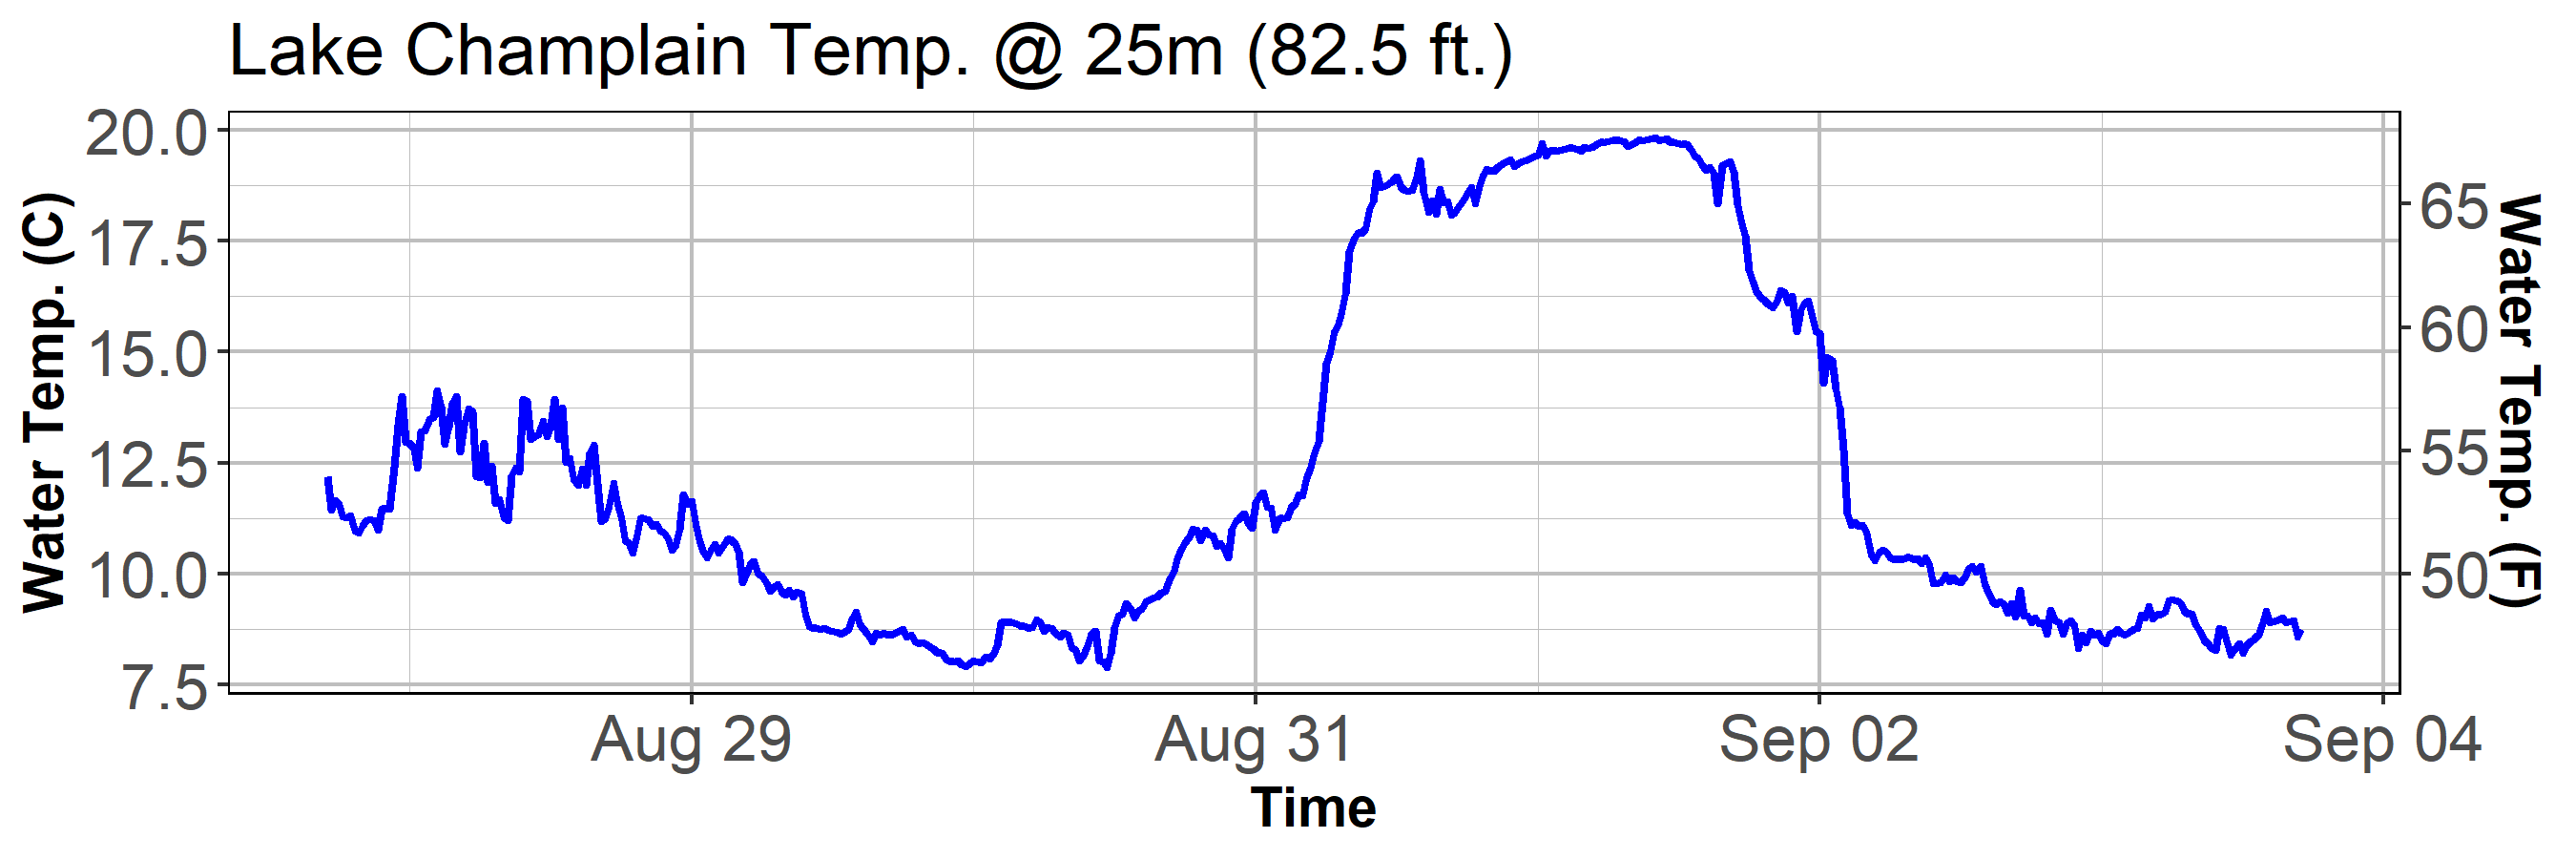 Lake Champlain Temp. @ 25m (82.5 ft.)
Water Temp. (C)
20.0
17.5
15.0
12.5
10.0
7.5
65
60
55
50
Water Temp. (F)
Aug 29 Aug 31 Sep 02 Sep 04
Time